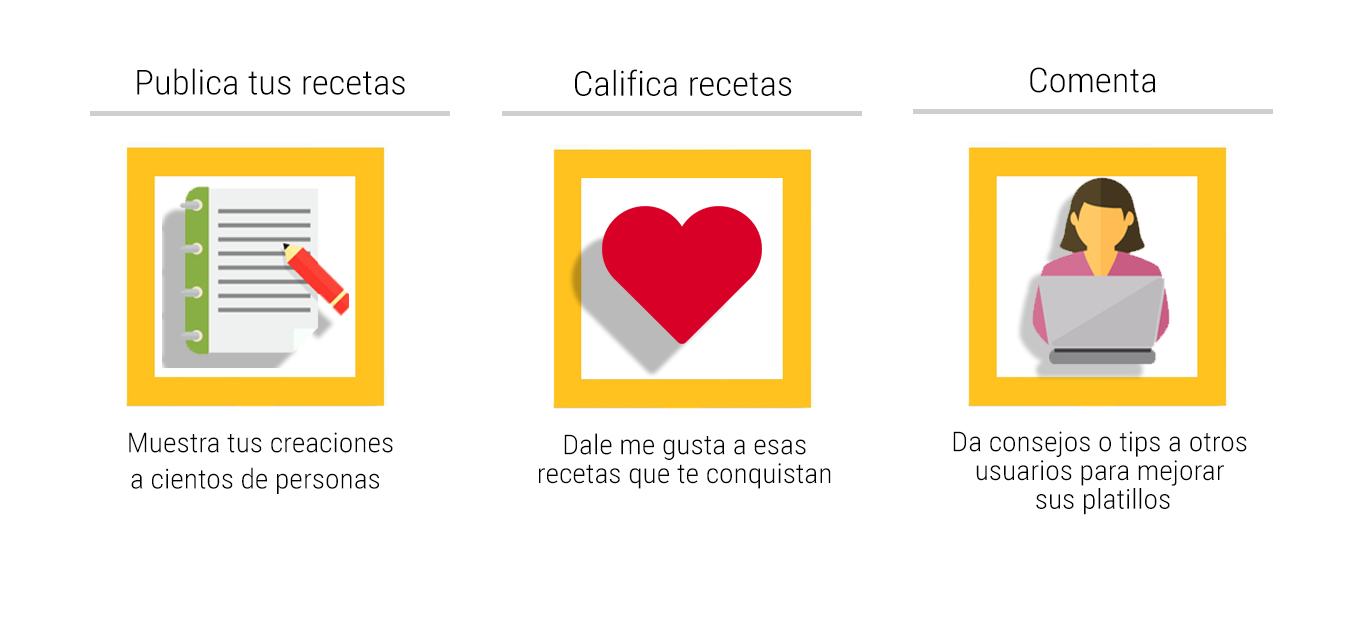 Publica tus recetas
Muestra tus creaciones
a cientos de personas
Califica recetas
Dale me gusta a esas
recetas que te conquistan
Comenta
Da consejos o tips a otros
usuarios para mejorar
sus platillos